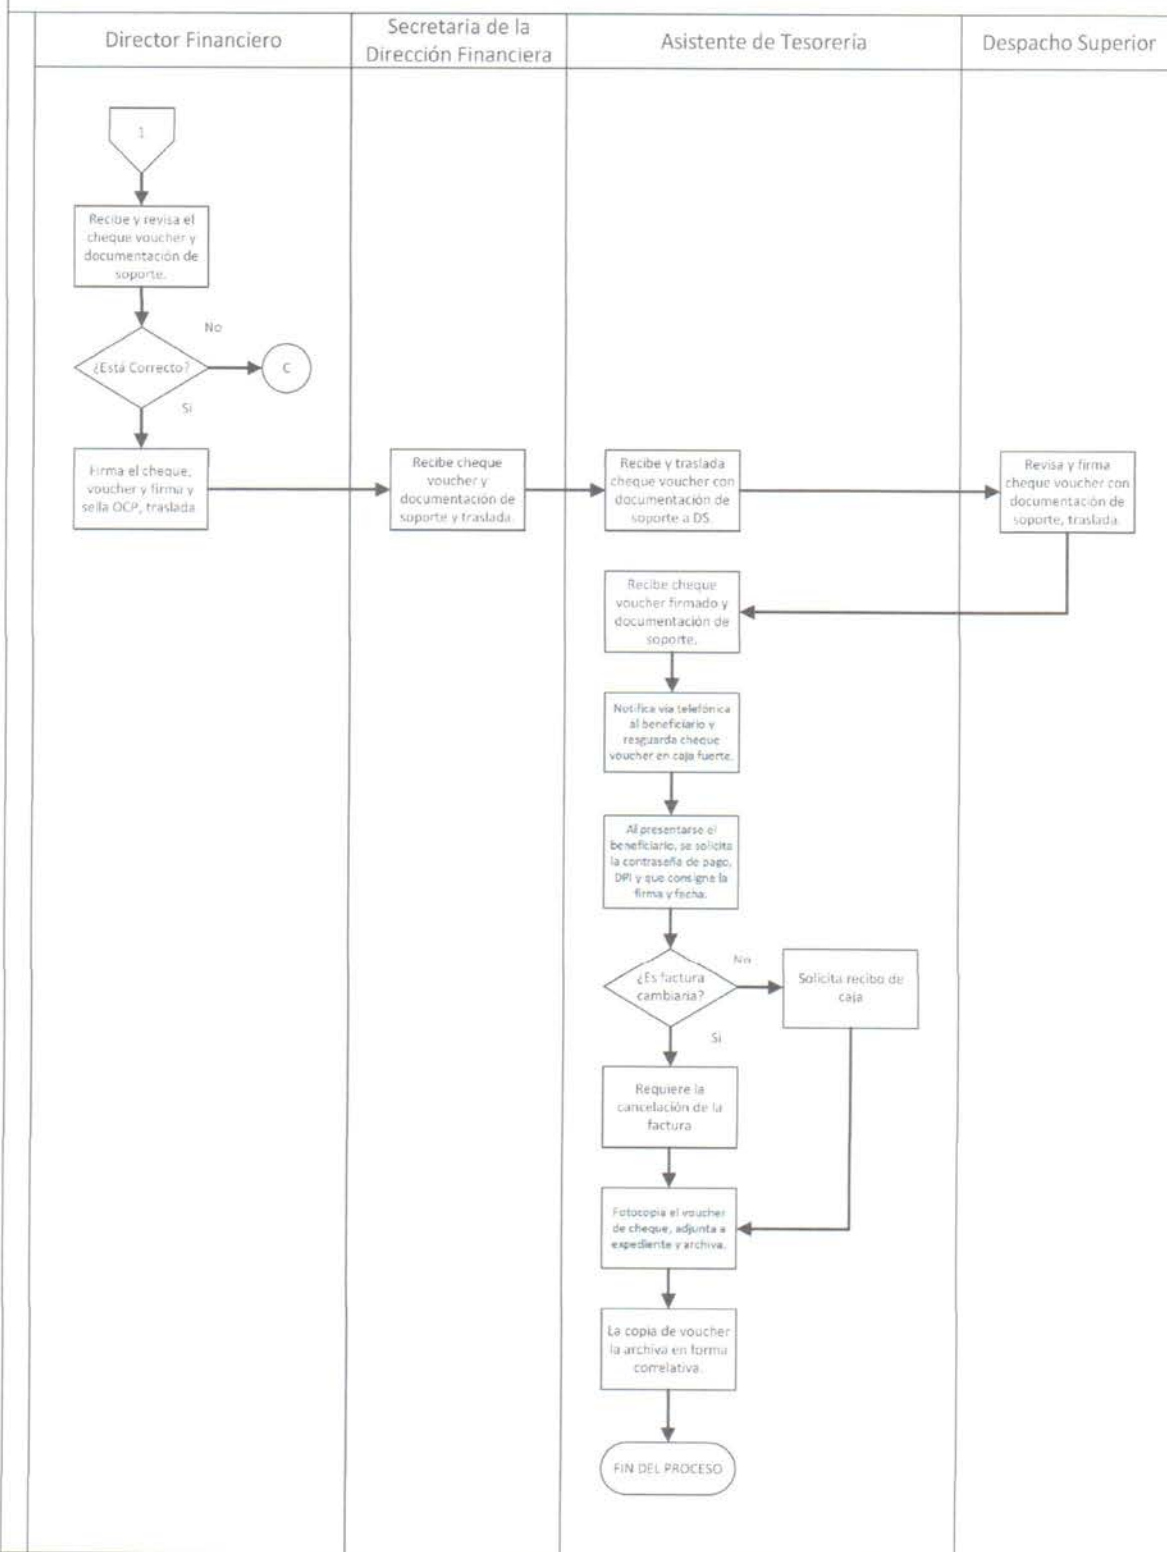 Director Financiero
Secretaria de la
Dirección Financiera
Asistente de Tesorería
Despacho Superior
1
Recibe y revisa el
cheque voucher y
documentación de
soporte.
No
¿Está Correcto?
C
Si
Firma el cheque,
voucher y firma y
sella OCP, traslada
Recibe cheque
voucher y
documentación de
soporte y traslada.
Recibe y traslada
cheque voucher con
documentación de
soporte a DS.
Revisa y firma
cheque voucher con
documentación de
soporte, traslada.
Recibe cheque
voucher firmado y
documentación de
soporte.
Notifica vía telefónica
al beneficiario y
resguarda cheque
voucher en caja fuerte.
Al presentarse el
beneficiario, se solicita
la contraseña de pago,
DPI y que consigne la
firma y fecha.
¿Es factura
cambiaria?
No
Solicita recibo de
caja
Si
Requiere la
cancelación de la
factura
Fotocopia el voucher
de cheque, adjunta a
expediente y archiva.
La copia de voucher
la archiva en forma
correlativa.
FIN DEL PROCESO